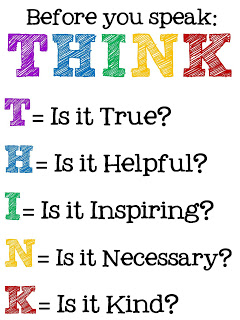 Before you speak:
THINK
T = Is it True?
H = Is it Helpful?
I = Is it Inspiring?
N = Is it Necessary?
K = Is it Kind?